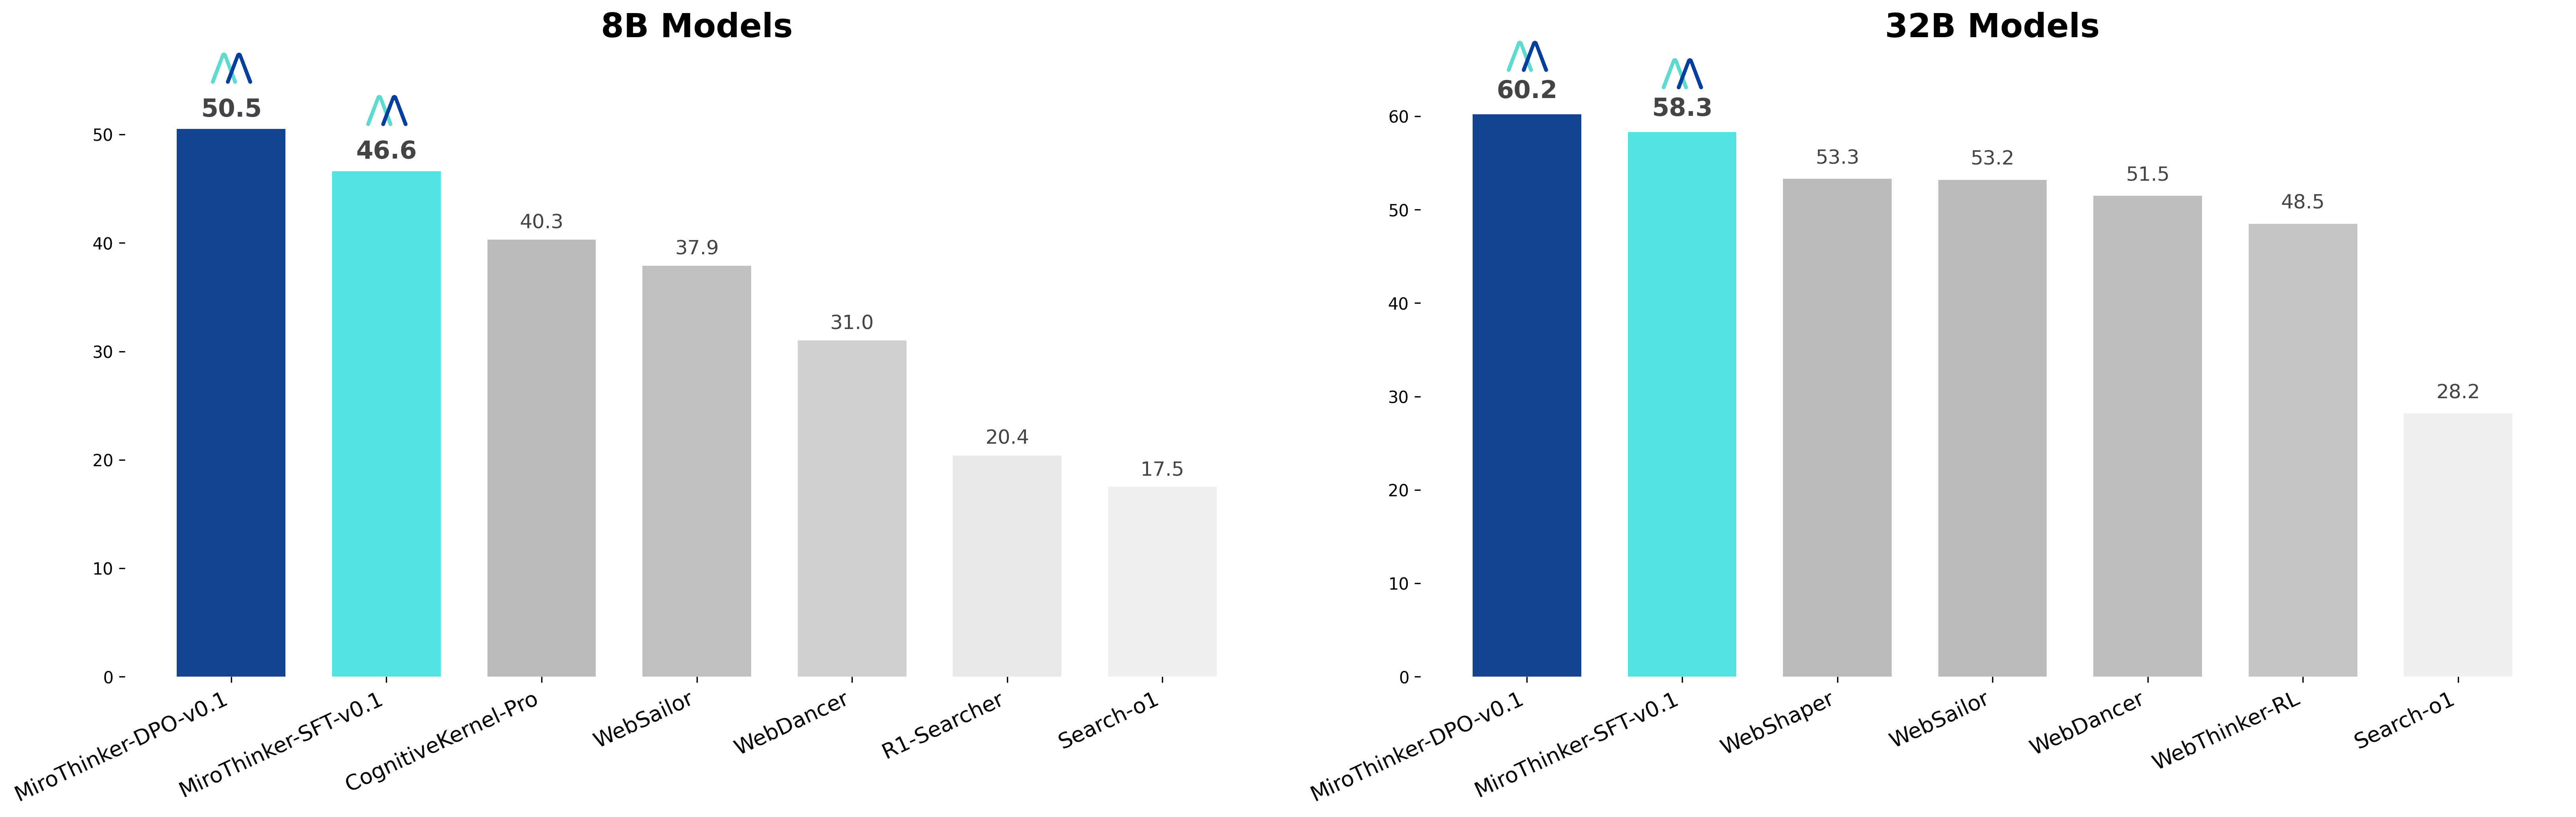 8B Models
50.5
46.6
40.3
37.9
31.0
20.4
17.5
50
40
30
20
10
0
MiroThinker-DPO-v0.1
MiroThinker-SFT-v0.1
CognitiveKernel-Pro
WebSailor
WebDancer
R1-Searcher
Search-o1
32B Models
60.2
58.3
53.3
53.2
51.5
48.5
28.2
60
50
40
30
20
10
0
MiroThinker-DPO-v0.1
MiroThinker-SFT-v0.1
WebShaper
WebSailor
WebDancer
WebThinker-RL
Search-o1